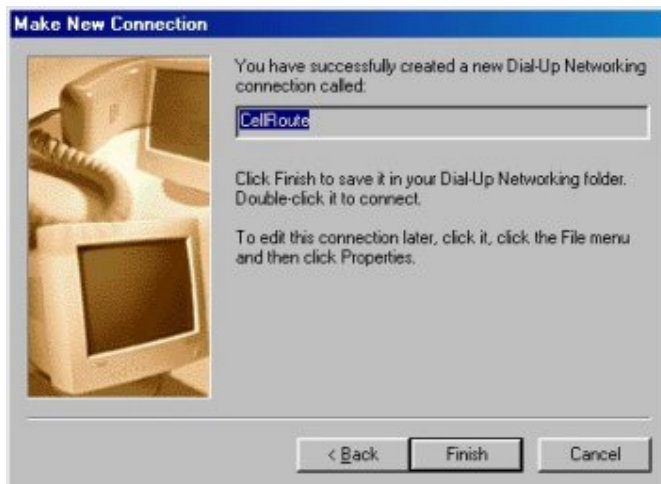 Make New Connection
You have successfully created a new Dial-Up Networking
connection called:
CellRoute
Click Finish to save it in your Dial-Up Networking folder.
Double-click it to connect.
To edit this connection later, click it, click the File menu
and then click Properties.
< Back Finish Cancel